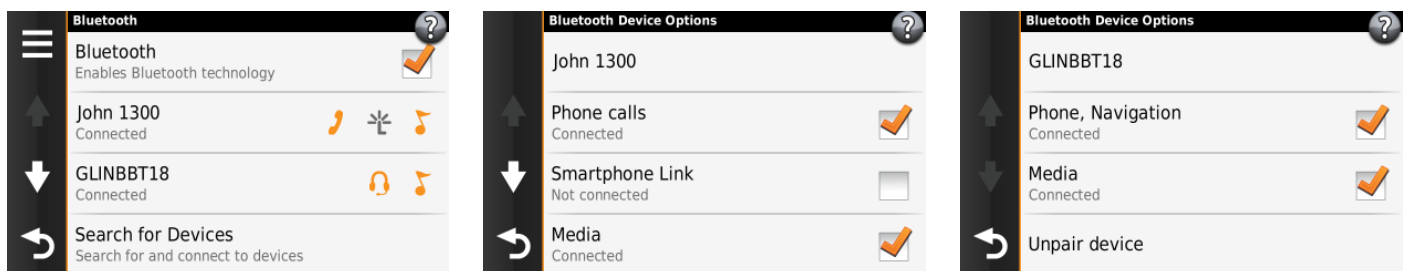 Bluetooth
?
Bluetooth
Enables Bluetooth technology
John 1300
Connected
GLINBBT18
Connected
Search for Devices
Search for and connect to devices
Bluetooth Device Options
?
John 1300
Phone calls
Connected
Smartphone Link
Not connected
Media
Connected
Bluetooth Device Options
?
GLINBBT18
Phone, Navigation
Connected
Media
Connected
Unpair device